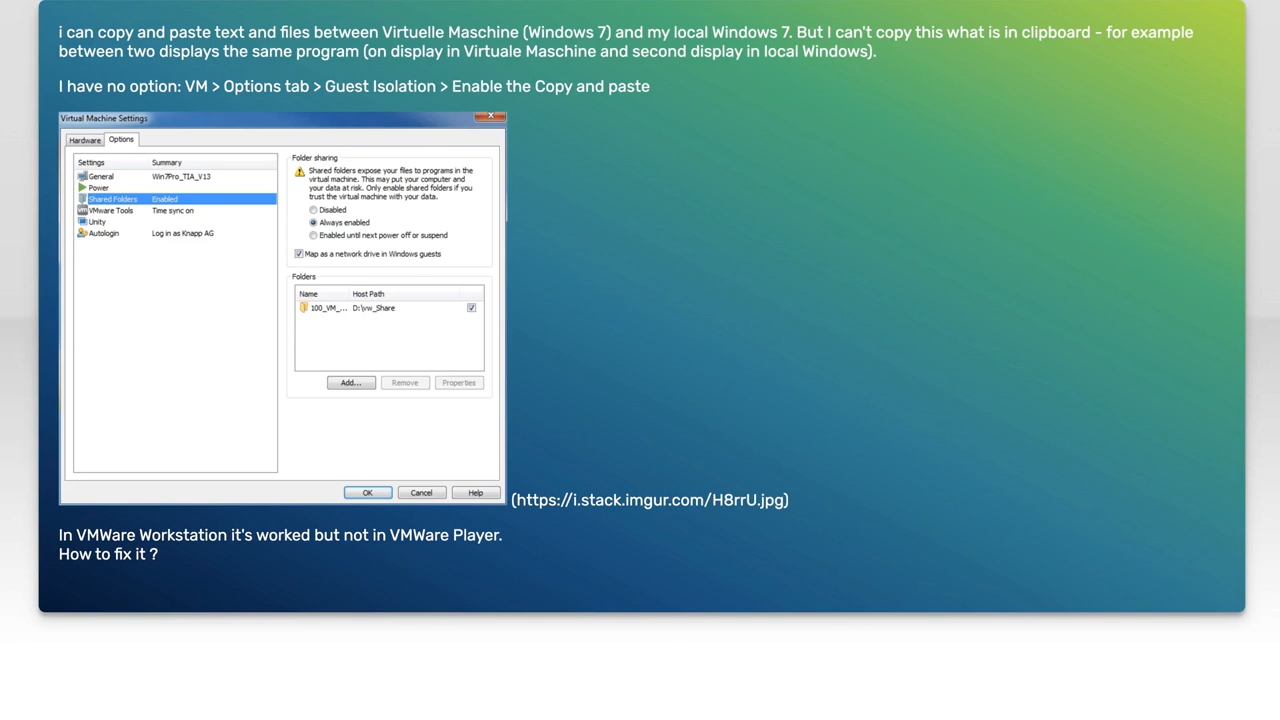 i can copy and paste text and files between Virtuelle Maschine (Windows 7) and my local Windows 7. But I can't copy this what is in clipboard - for example
between two displays the same program (on display in Virtuale Maschine and second display in local Windows).
I have no option: VM > Options tab > Guest Isolation > Enable the Copy and paste
Virtual Machine Settings
Hardware Options
Settings Summary
General Win7Pro_TIA_V13
Power
Shared Folders Enabled
VMware Tools Time sync on
Unity
Autologin Log in as Knapp AG
Folder sharing
Shared folders expose your files to programs in the
virtual machine. This may put your computer and
your data at risk. Only enable shared folders if you
trust the virtual machine with your data.
Disabled
Always enabled
Enabled until next power off or suspend
Map as a network drive in Windows guests
Folders
Name Host Path
100_VM_... D:\vw_Share
Add... Remove Properties
OK Cancel Help
(https://i.stack.imgur.com/H8rrU.jpg)
In VMWare Workstation it's worked but not in VMWare Player.
How to fix it ?